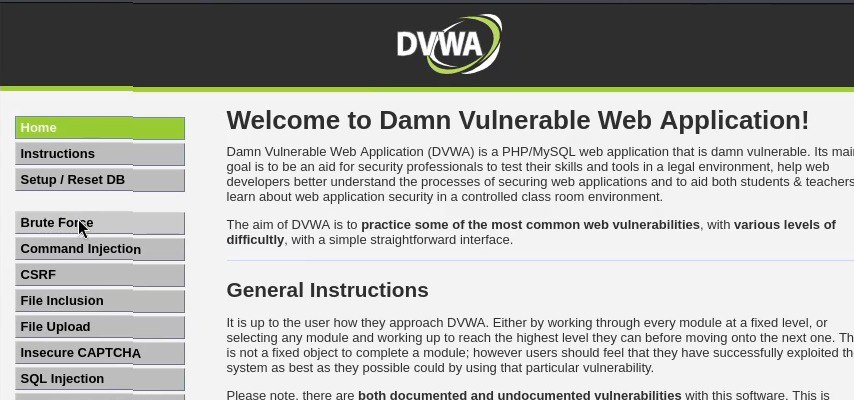 DVWA
Home
Instructions
Setup / Reset DB
Brute Force
Command Injection
CSRF
File Inclusion
File Upload
Insecure CAPTCHA
SQL Injection
Welcome to Damn Vulnerable Web Application!
Damn Vulnerable Web Application (DVWA) is a PHP/MySQL web application that is damn vulnerable. Its
goal is to be an aid for security professionals to test their skills and tools in a legal environment, help web
developers better understand the processes of securing web applications and to aid both students & teachers
learn about web application security in a controlled class room environment.
The aim of DVWA is to practice some of the most common web vulnerabilities, with various levels of
difficultly, with a simple straightforward interface.
General Instructions
It is up to the user how they approach DVWA. Either by working through every module at a fixed level, or
selecting any module and working up to reach the highest level they can before moving onto the next one.
is not a fixed object to complete a module; however users should feel that they have successfully exploited
system as best as they possible could by using that particular vulnerability.
Please note, there are both documented and undocumented vulnerabilities with this software. This is